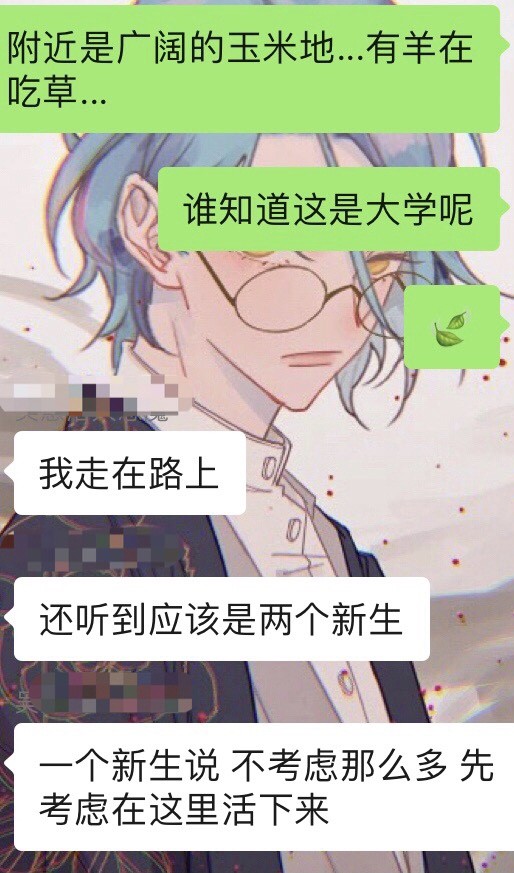 附近是广阔的玉米地...有羊在
吃草...
谁知道这是大学呢
🍃
我走在路上
还听到应该是两个新生
一个新生说 不考虑那么多 先
考虑在这里活下来